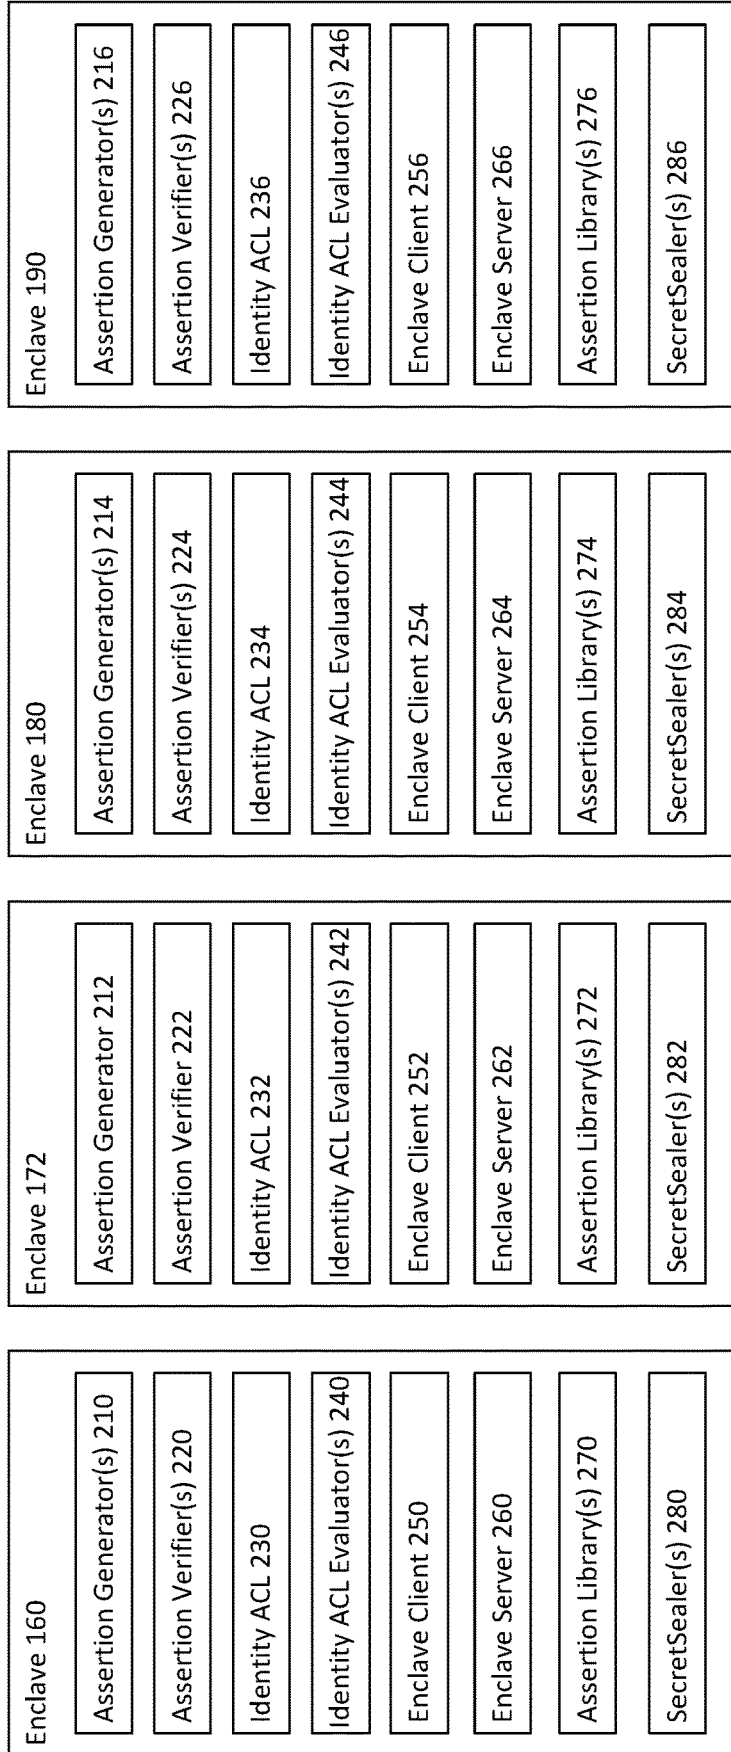 Enclave 160
Assertion Generator(s) 210
Assertion Verifier(s) 220
Identity ACL 230
Identity ACL Evaluator(s) 240
Enclave Client 250
Enclave Server 260
Assertion Library(s) 270
SecretSealer(s) 280
Enclave 172
Assertion Generator 212
Assertion Verifier 222
Identity ACL 232
Identity ACL Evaluator(s) 242
Enclave Client 252
Enclave Server 262
Assertion Library(s) 272
SecretSealer(s) 282
Enclave 180
Assertion Generator(s) 214
Assertion Verifier(s) 224
Identity ACL 234
Identity ACL Evaluator(s) 244
Enclave Client 254
Enclave Server 264
Assertion Library(s) 274
SecretSealer(s) 284
Enclave 190
Assertion Generator(s) 216
Assertion Verifier(s) 226
Identity ACL 236
Identity ACL Evaluator(s) 246
Enclave Client 256
Enclave Server 266
Assertion Library(s) 276
SecretSealer(s) 286